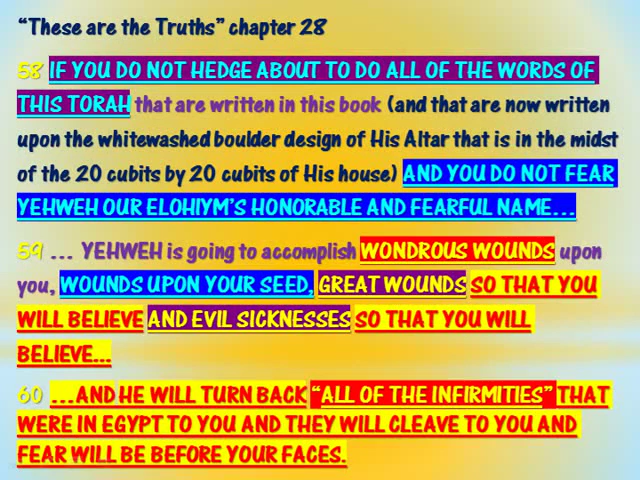 “These are the Truths” chapter 28
58 IF YOU DO NOT HEDGE ABOUT TO DO ALL OF THE WORDS OF
THIS TORAH that are written in this book (and that are now written
upon the whitewashed boulder design of His Altar that is in the midst
of the 20 cubits by 20 cubits of His house) AND YOU DO NOT FEAR
YEHWEH OUR ELOHIYM’S HONORABLE AND FEARFUL NAME...
59 ... YEHWEH is going to accomplish WONDROUS WOUNDS upon
you, WOUNDS UPON YOUR SEED, GREAT WOUNDS SO THAT YOU
WILL BELIEVE AND EVIL SICKNESSES SO THAT YOU WILL
BELIEVE...
60 ...AND HE WILL TURN BACK “ALL OF THE INFIRMITIES” THAT
WERE IN EGYPT TO YOU AND THEY WILL CLEAVE TO YOU AND
FEAR WILL BE BEFORE YOUR FACES.